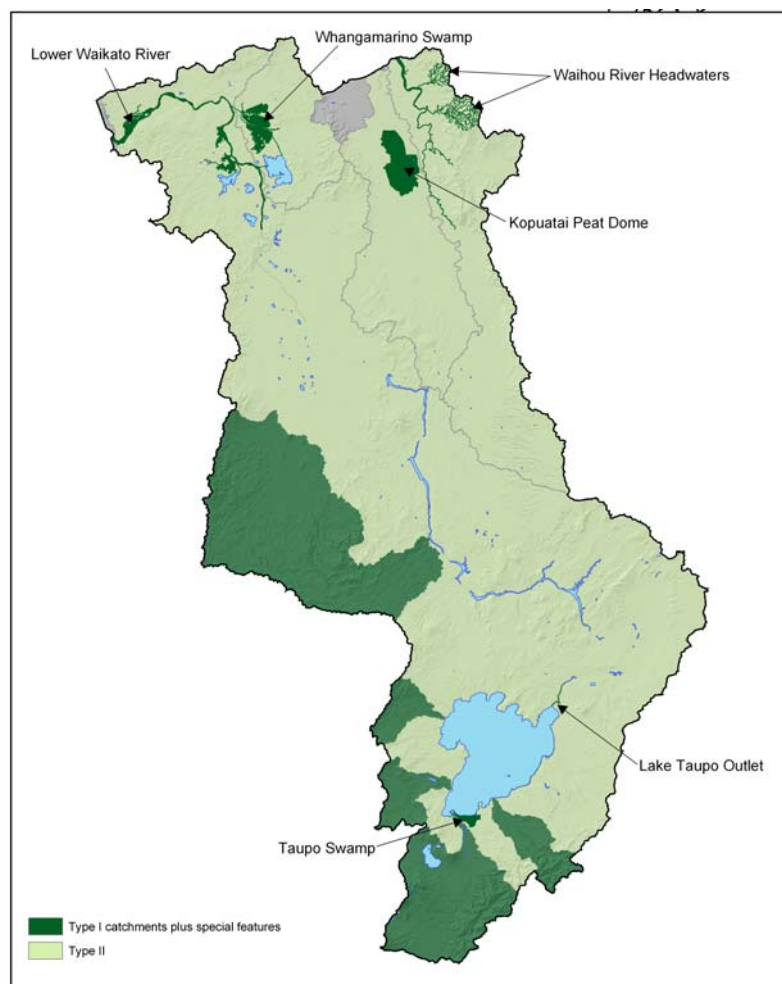 Whangamarino Swamp
Lower Waikato River
Waihou River Headwaters
Kopuatai Peat Dome
Lake Taupo Outlet
Taupo Swamp
Type I catchments plus special features
Type II